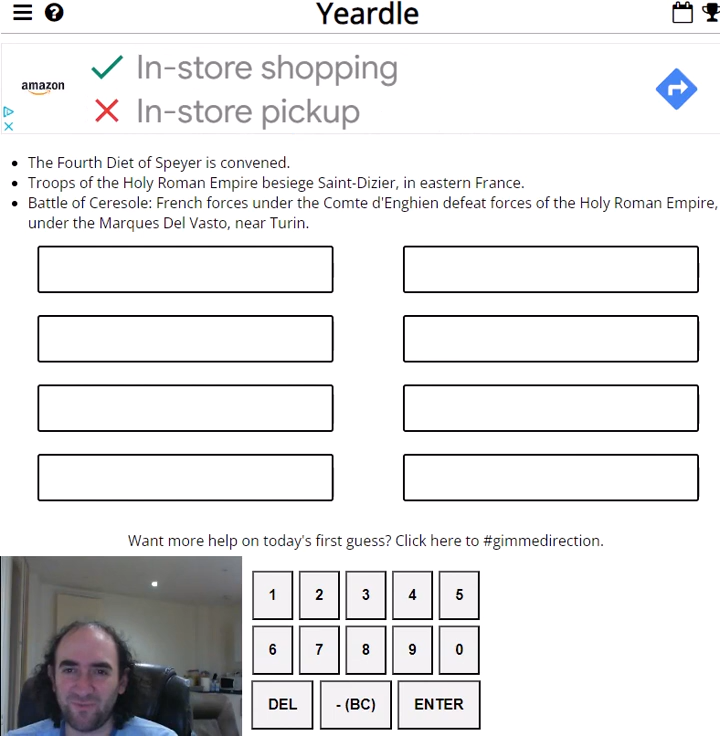 Yeardle
amazon
In-store shopping
In-store pickup
The Fourth Diet of Speyer is convened.
Troops of the Holy Roman Empire besiege Saint-Dizier, in eastern France.
Battle of Ceresole: French forces under the Comte d'Enghien defeat forces of the Holy Roman Empire,
under the Marques Del Vasto, near Turin.
Want more help on today's first guess? Click here to #gimmedirection.
1 2 3 4 5
6 7 8 9 0
DEL - (BC) ENTER